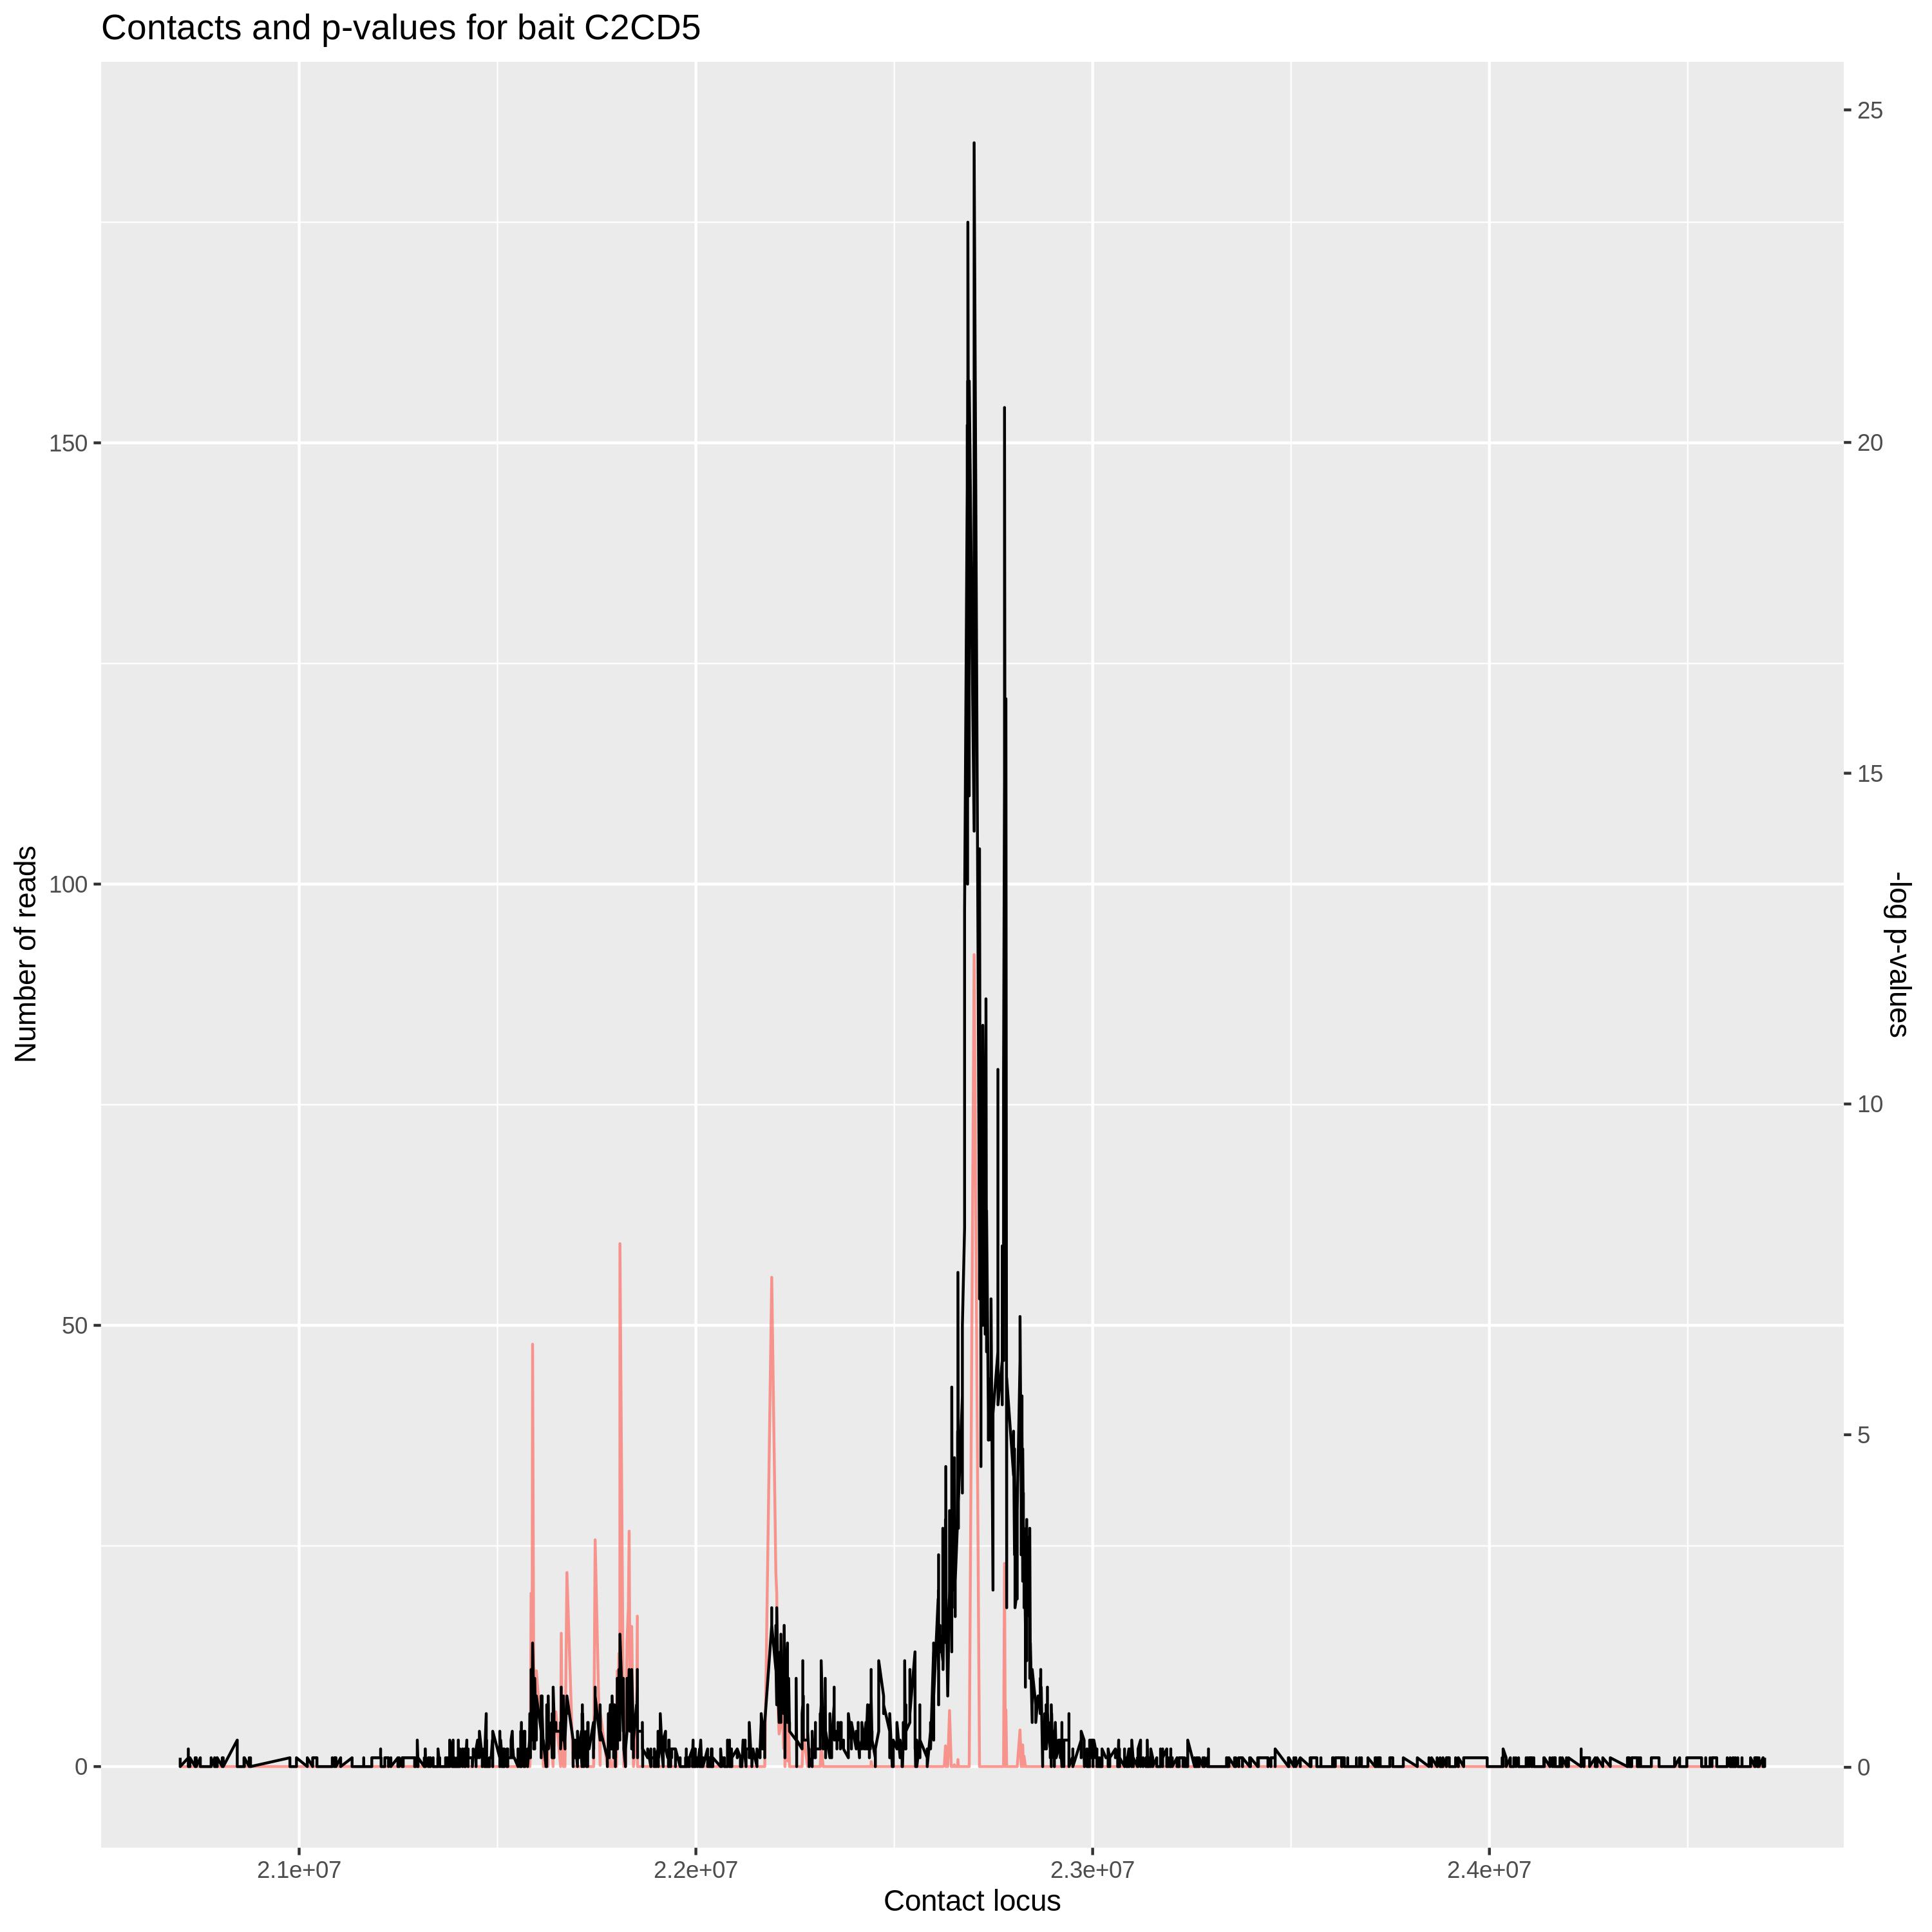 Contacts and p-values for bait C2CD5
25
150
20
15
100
10
50
5
0
0
Number of reads
-log p-values
2.1e+07
2.2e+07
2.3e+07
2.4e+07
Contact locus